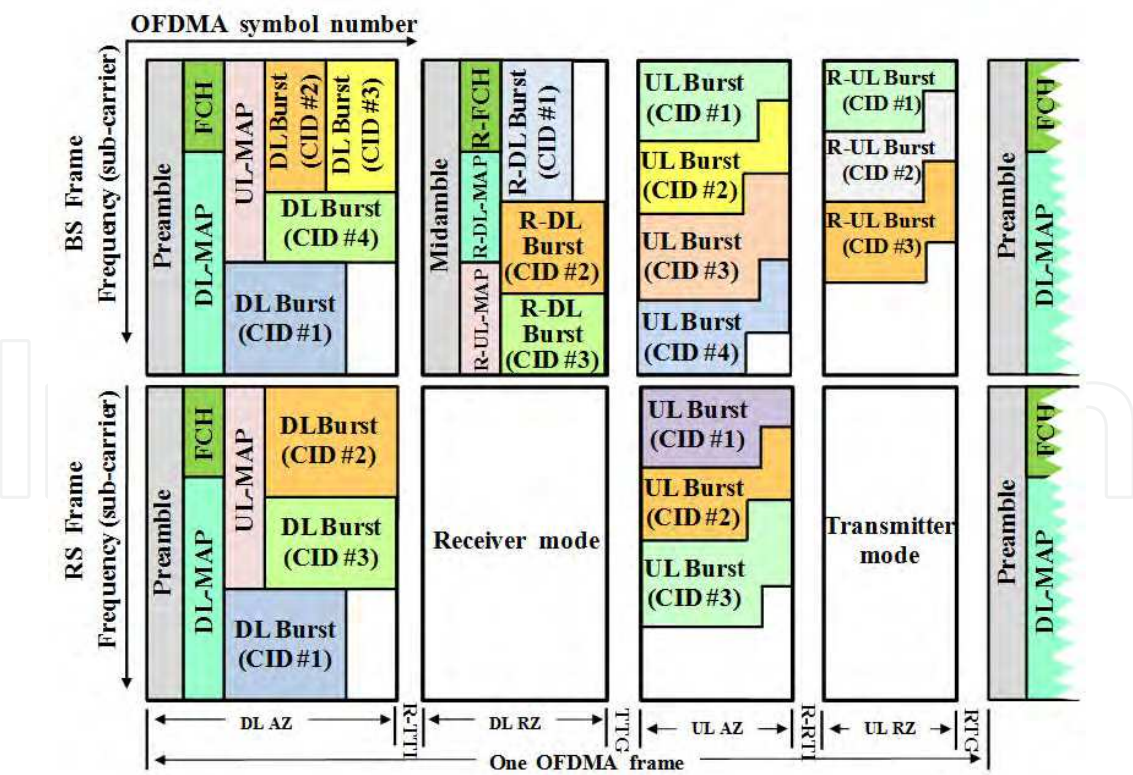 OFDMA symbol number
BS Frame
Frequency (sub-carrier)
Preamble
FCH
DL-MAP
UL-MAP
DL Burst
(CID #2)
DL Burst
(CID #3)
DL Burst
(CID #4)
DL Burst
(CID #1)
Midamble
R-FCH
R-DL-MAP
R-UL-MAP
R-DL Burst
(CID #1)
R-DL
Burst
(CID #2)
R-DL
Burst
(CID #3)
UL Burst
(CID #1)
UL Burst
(CID #2)
UL Burst
(CID #3)
UL Burst
(CID #4)
R-UL Burst
(CID #1)
R-UL Burst
(CID #2)
R-UL Burst
(CID #3)
Preamble
FCH
DL-MAP
RS Frame
Frequency (sub-carrier)
Preamble
FCH
DL-MAP
UL-MAP
DLBurst
(CID #2)
DL Burst
(CID #3)
DL Burst
(CID #1)
Receiver mode
UL Burst
(CID #1)
UL Burst
(CID #2)
UL Burst
(CID #3)
Transmitter
mode
Preamble
FCH
DL-MAP
DL AZ
R-TTI
DL RZ
TTG
UL AZ
R-RTI
UL RZ
RTG
One OFDMA frame